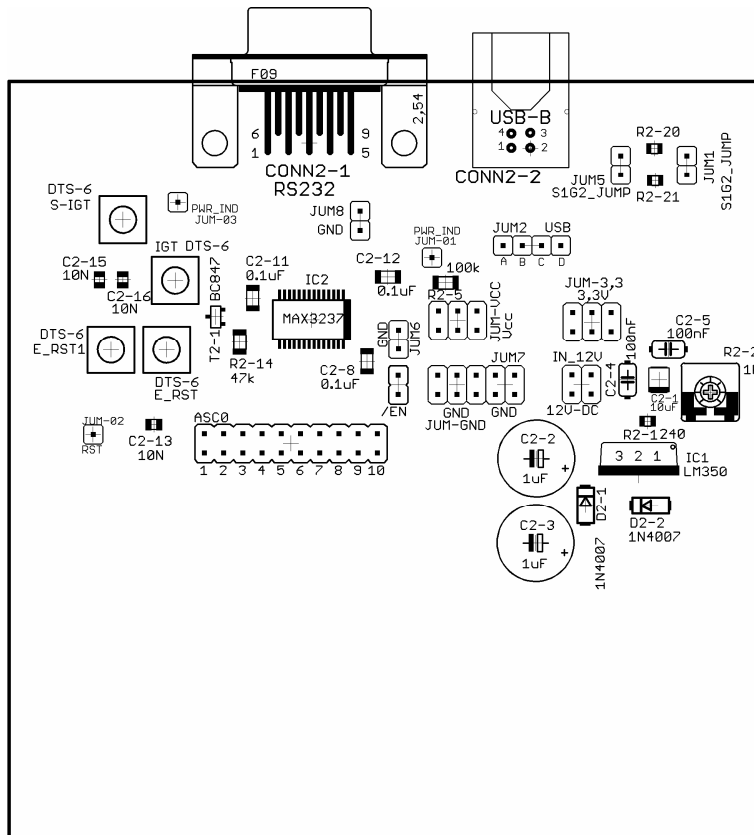 F09
2,54
6
9
1
5
CONN2-1
RS232
USB-B
4
3
1
2
CONN2-2
R2-20
JUM5
S1G2_JUMP
R2-21
JUM1
S1G2_JUMP
DTS-6
S-IGT
PWR_IND
JUM-03
JUM8
GND
PWR_IND
JUM-01
JUM2 USB
A B C D
IGT DTS-6
C2-15
10N
C2-16
10N
BC847
T2-1
C2-11
0.1uF
IC2
MAX3237
C2-12
0.1uF
100k
R2-5
JUM-VCC
Vcc
JUM-3,3
3,3V
DTS-6
E_RST1
DTS-6
E_RST
R2-14
47k
C2-8
0.1uF
GND
JUM6
/EN
JUM7
GND GND
JUM-GND
IN_12V
12V-DC
100nF
C2-4
C2-5
100nF
C2-1
10uF
R2-2
JUM-02
RST
C2-13
10N
ASC0
1 2 3 4 5 6 7 8 9 10
C2-2
1uF
+
R2-1240
3 2 1
IC1
LM350
C2-3
1uF
+
D2-1
1N4007
D2-2
1N4007